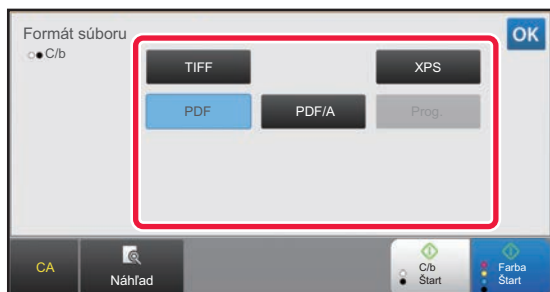 Formát súboru
OK
C/b
TIFF
XPS
PDF
PDF/A
Prog.
CA
Náhľad
C/b
Štart
Farba
Štart